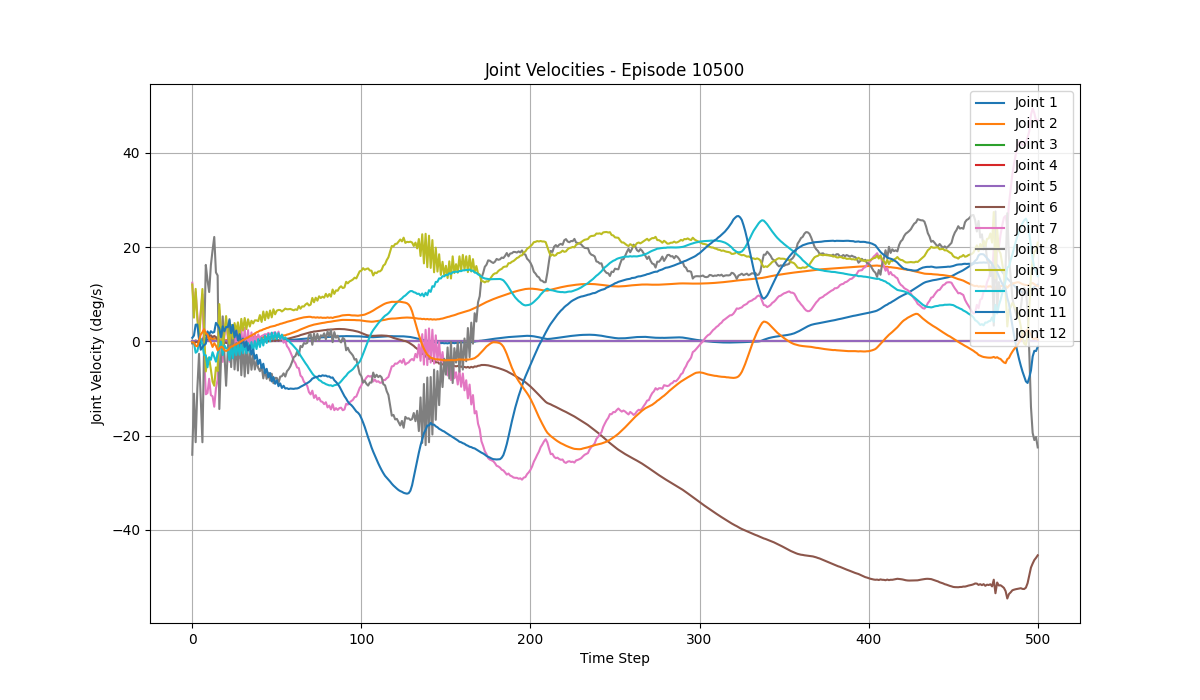 Joint Velocities - Episode 10500
Joint Velocity (deg/s)
40
20
0
−20
−40
0 100 200 300 400 500
Time Step
Joint 1
Joint 2
Joint 3
Joint 4
Joint 5
Joint 6
Joint 7
Joint 8
Joint 9
Joint 10
Joint 11
Joint 12